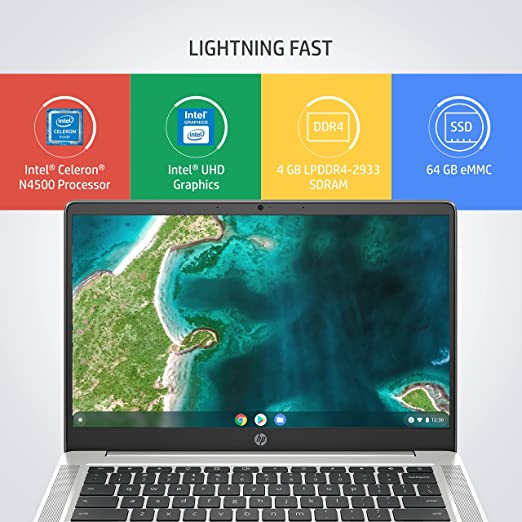 LIGHTNING FAST
intel
CELERON
inside
Intel® Celeron®
N4500 Processor
Intel®
GRAPHICS
intel
Intel® UHD
Graphics
DDR4
4 GB LPDDR4-2933
SDRAM
SSD
64 GB eMMC
12:30
hp